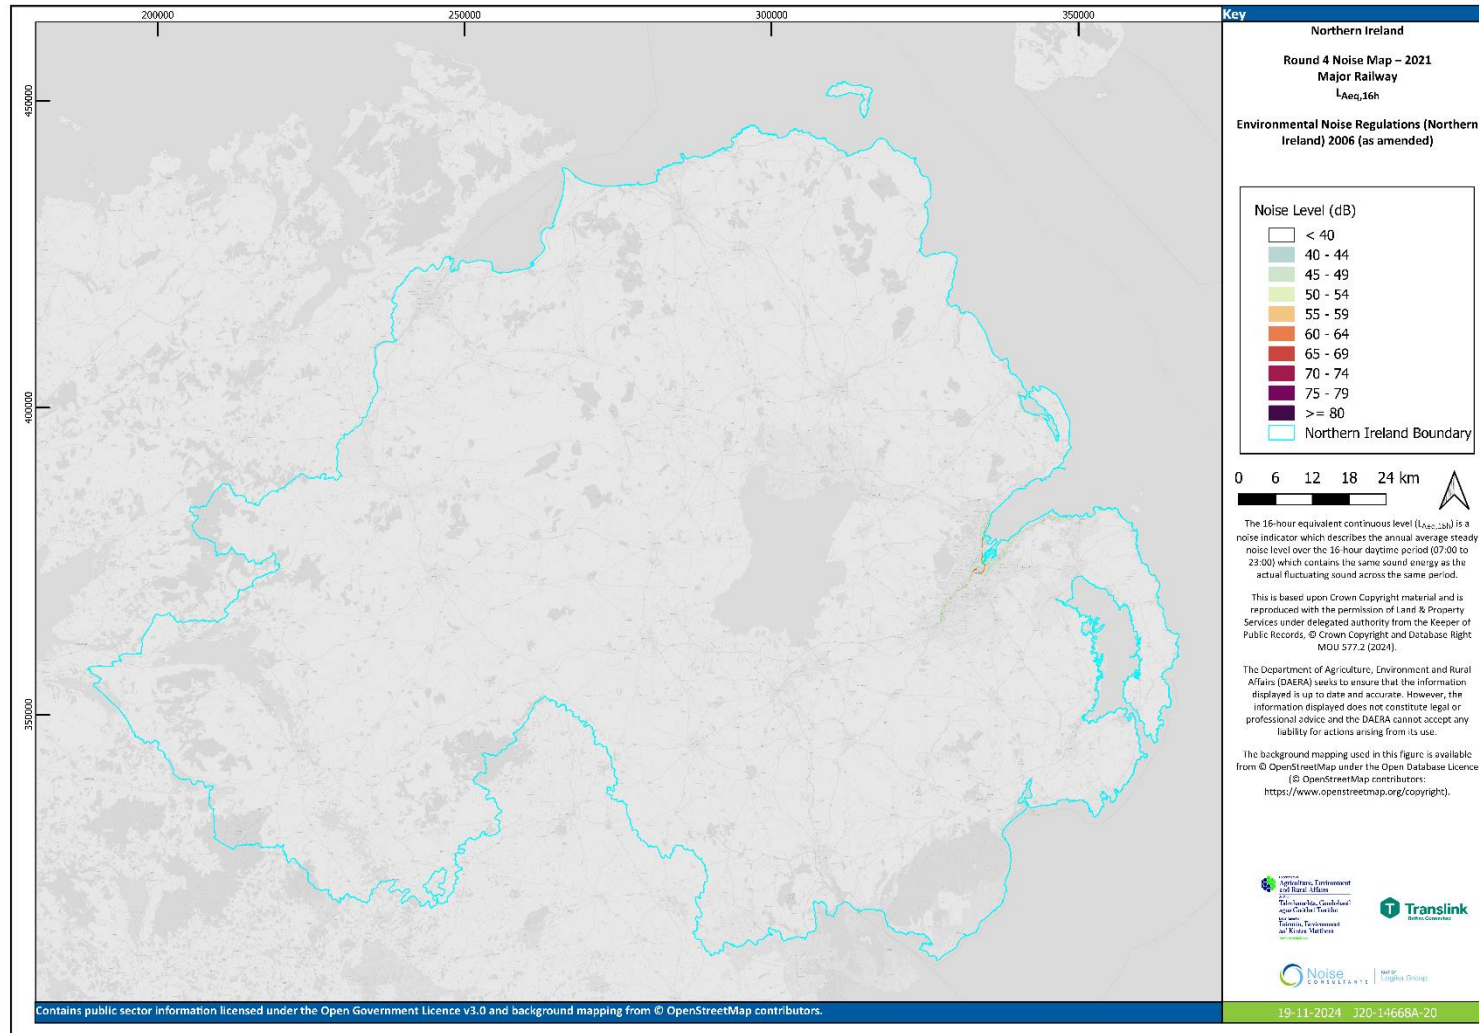 200000
250000
300000
350000
450000
400000
350000
Key
Northern Ireland
Round 4 Noise Map – 2021
Major Railway
LAeq,16h
Environmental Noise Regulations (Northern
Ireland) 2006 (as amended)
Noise Level (dB)
< 40
40 - 44
45 - 49
50 - 54
55 - 59
60 - 64
65 - 69
70 - 74
75 - 79
>= 80
Northern Ireland Boundary
0 6 12 18 24 km
The 16-hour equivalent continuous level (LAeq,16h) is a
noise indicator which describes the annual average steady
noise level over the 16-hour daytime period (07:00 to
23:00) which contains the same sound energy as the
actual fluctuating sound across the same period.
This is based upon Crown Copyright material and is
reproduced with the permission of Land & Property
Services under delegated authority from the Keeper of
Public Records, © Crown Copyright and Database Right
MOU 577.2 (2024).
The Department of Agriculture, Environment and Rural
Affairs (DAERA) seeks to ensure that the information
displayed is up to date and accurate. However, the
information displayed does not constitute legal or
professional advice and the DAERA cannot accept any
liability for actions arising from its use.
The background mapping used in this figure is available
from © OpenStreetMap under the Open Database Licence
(© OpenStreetMap contributors:
https://www.openstreetmap.org/copyright).
Agriculture, Environment
and Rural Affairs
Translink
Noise
CONSULTANTS
PART OF
Logika Group
Contains public sector information licensed under the Open Government Licence v3.0 and background mapping from © OpenStreetMap contributors.
19-11-2024 J20-14668A-20